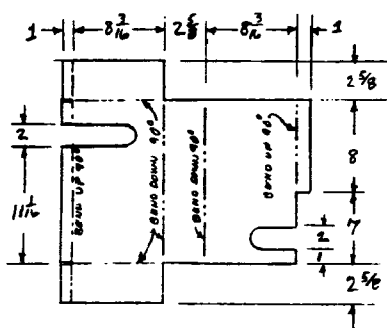 1 8 3/16 2 5/8 8 3/16 1
2 5/8
2
8
11 1/16
7
2
1
2 5/8
BEND UP 90°
BEND DOWN 90°
BEND DOWN 90°
BEND UP 90°